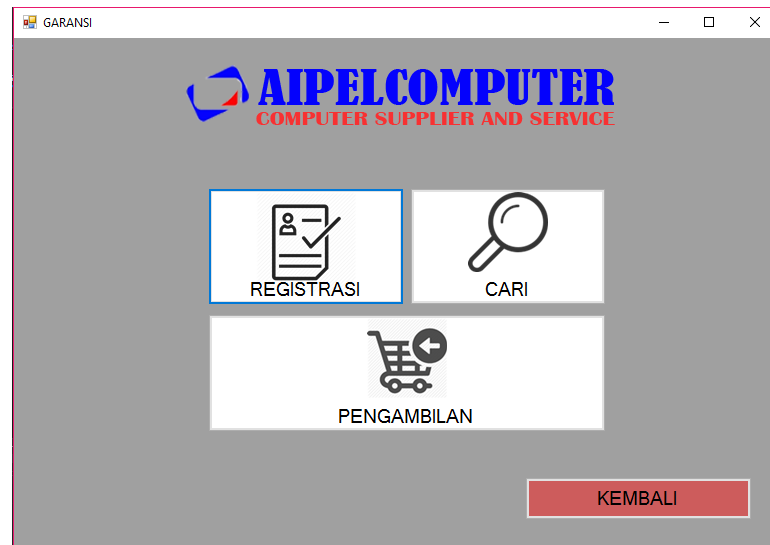 GARANSI
AIPELCOMPUTER
COMPUTER SUPPLIER AND SERVICE
REGISTRASI
CARI
PENGAMBILAN
KEMBALI